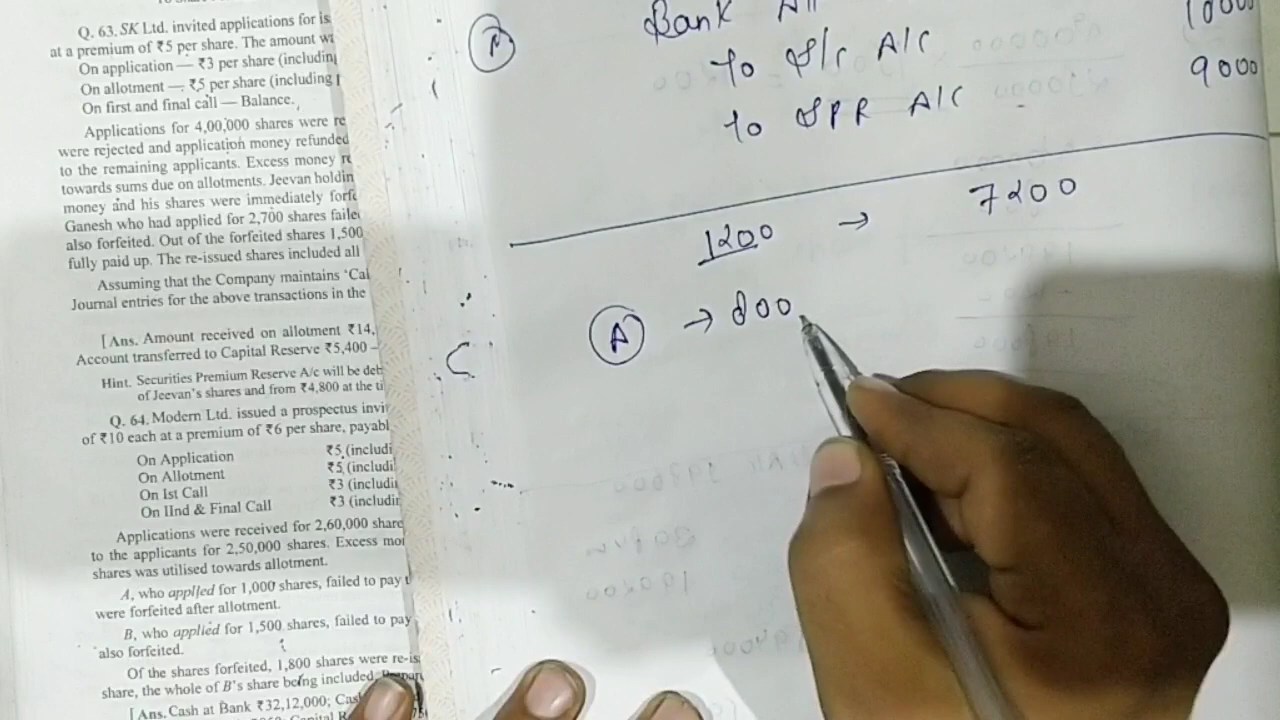 Q. 63. SK Ltd. invited applications for is
at a premium of ₹5 per share. The amount
On application — ₹3 per share (including
On allotment — ₹5 per share (including
On first and final call — Balance.
Applications for 4,00,000 shares were re
were rejected and application money refunded
to the remaining applicants. Excess money
towards sums due on allotments. Jeevan holdin
money and his shares were immediately forfe
Ganesh who had applied for 2,700 shares faile
also forfeited. Out of the forfeited shares 1,500
fully paid up. The re-issued shares included all
Assuming that the Company maintains 'Cal
Journal entries for the above transactions in the
[Ans. Amount received on allotment ₹14,
Account transferred to Capital Reserve ₹5,400 –
Hint. Securities Premium Reserve A/c will be deb
of Jeevan's shares and from ₹4,800 at the
Q. 64. Modern Ltd. issued a prospectus invi
of ₹10 each at a premium of ₹6 per share, payabl
On Application ₹5 (includi
On Allotment ₹5 (includi
On Ist Call ₹3 (includi
On IInd & Final Call ₹3 (includin
Applications were received for 2,60,000 share
to the applicants for 2,50,000 shares. Excess mo
shares was utilised towards allotment.
A, who applied for 1,000 shares, failed to pay t
were forfeited after allotment.
B, who applied for 1,500 shares, failed to pay
also forfeited.
Of the shares forfeited, 1,800 shares were re-is
share, the whole of B's share being included.
[Ans. Cash at Bank ₹32,12,000;
Bank
To S/C A/C
9000
To SPR A/C
1200 → 7200
A → 800